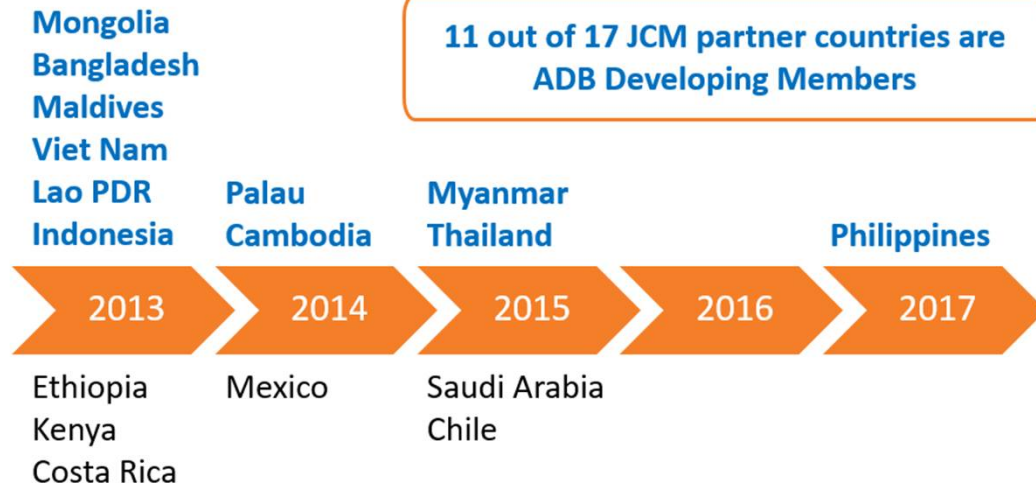 Mongolia
Bangladesh
Maldives
Viet Nam
Lao PDR
Indonesia
11 out of 17 JCM partner countries are
ADB Developing Members
Palau
Cambodia
Myanmar
Thailand
Philippines
2013
2014
2015
2016
2017
Ethiopia
Kenya
Costa Rica
Mexico
Saudi Arabia
Chile